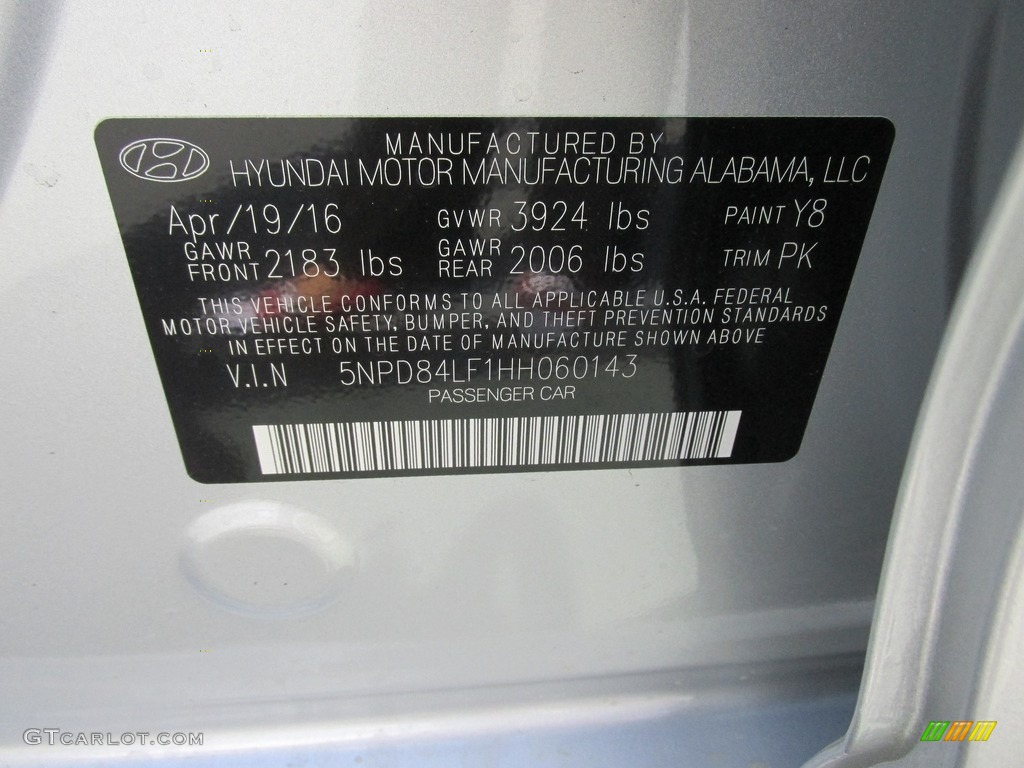 MANUFACTURED BY
HYUNDAI MOTOR MANUFACTURING ALABAMA, LLC
Apr/19/16 GVWR 3924 lbs PAINT Y8
GAWR FRONT 2183 lbs GAWR REAR 2006 lbs TRIM PK
THIS VEHICLE CONFORMS TO ALL APPLICABLE U.S.A. FEDERAL
MOTOR VEHICLE SAFETY, BUMPER, AND THEFT PREVENTION STANDARDS
IN EFFECT ON THE DATE OF MANUFACTURE SHOWN ABOVE
V.I.N 5NPD84LF1HH060143
PASSENGER CAR
GTCARLOT.COM